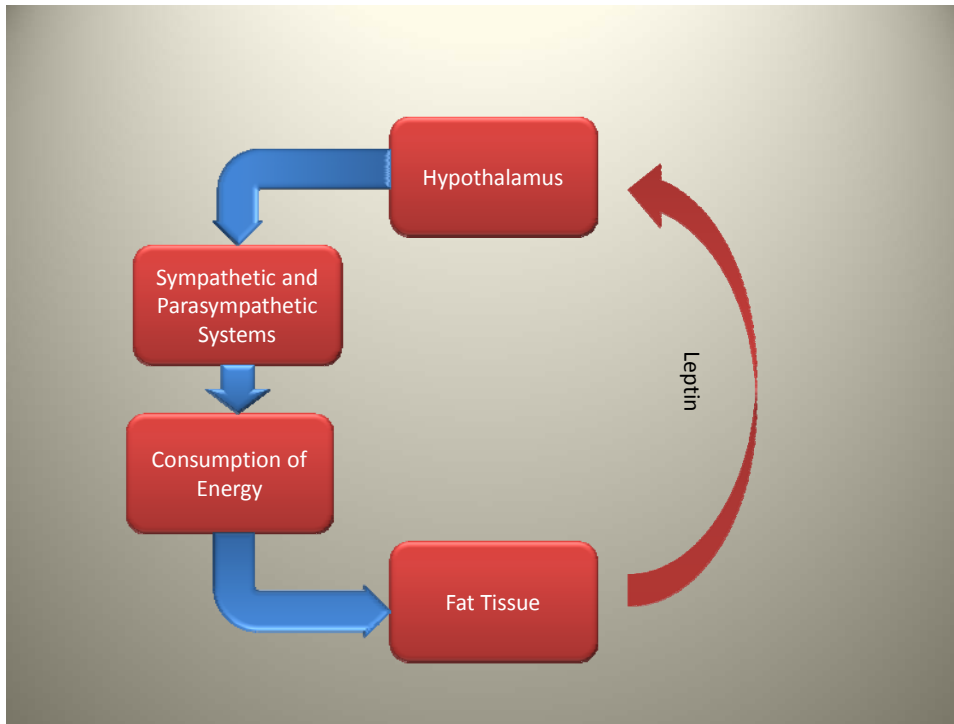 Hypothalamus
Sympathetic and
Parasympathetic
Systems
Consumption of
Energy
Fat Tissue
Leptin